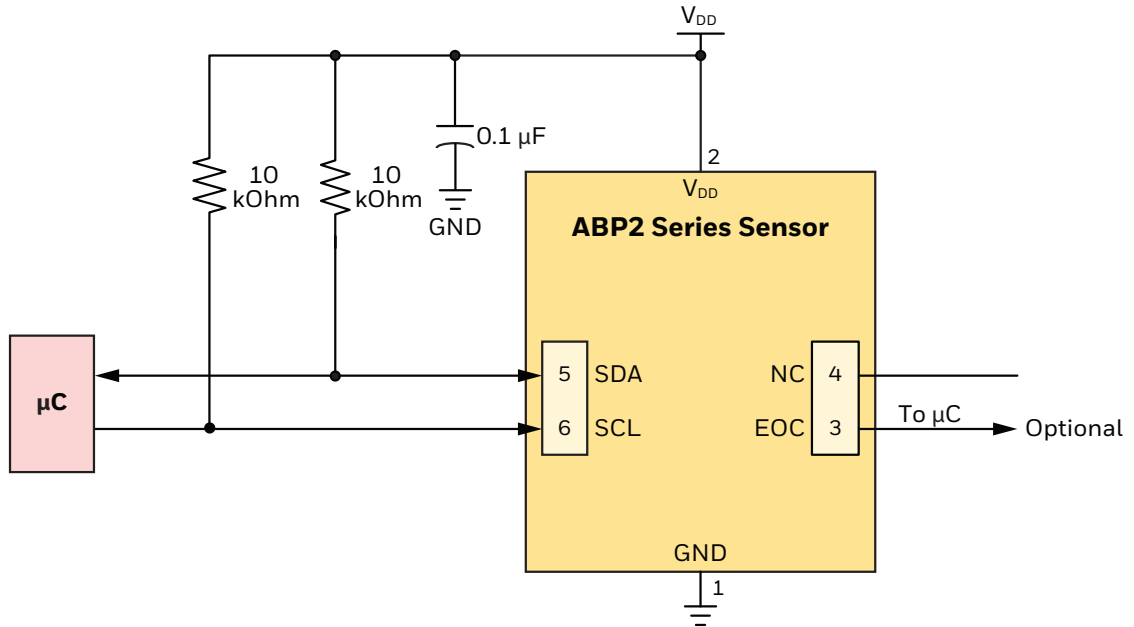 VDD
0.1 µF
10
kOhm
10
kOhm
GND
2
VDD
ABP2 Series Sensor
µC
5 SDA
NC 4
6 SCL
EOC 3
To µC
Optional
GND
1